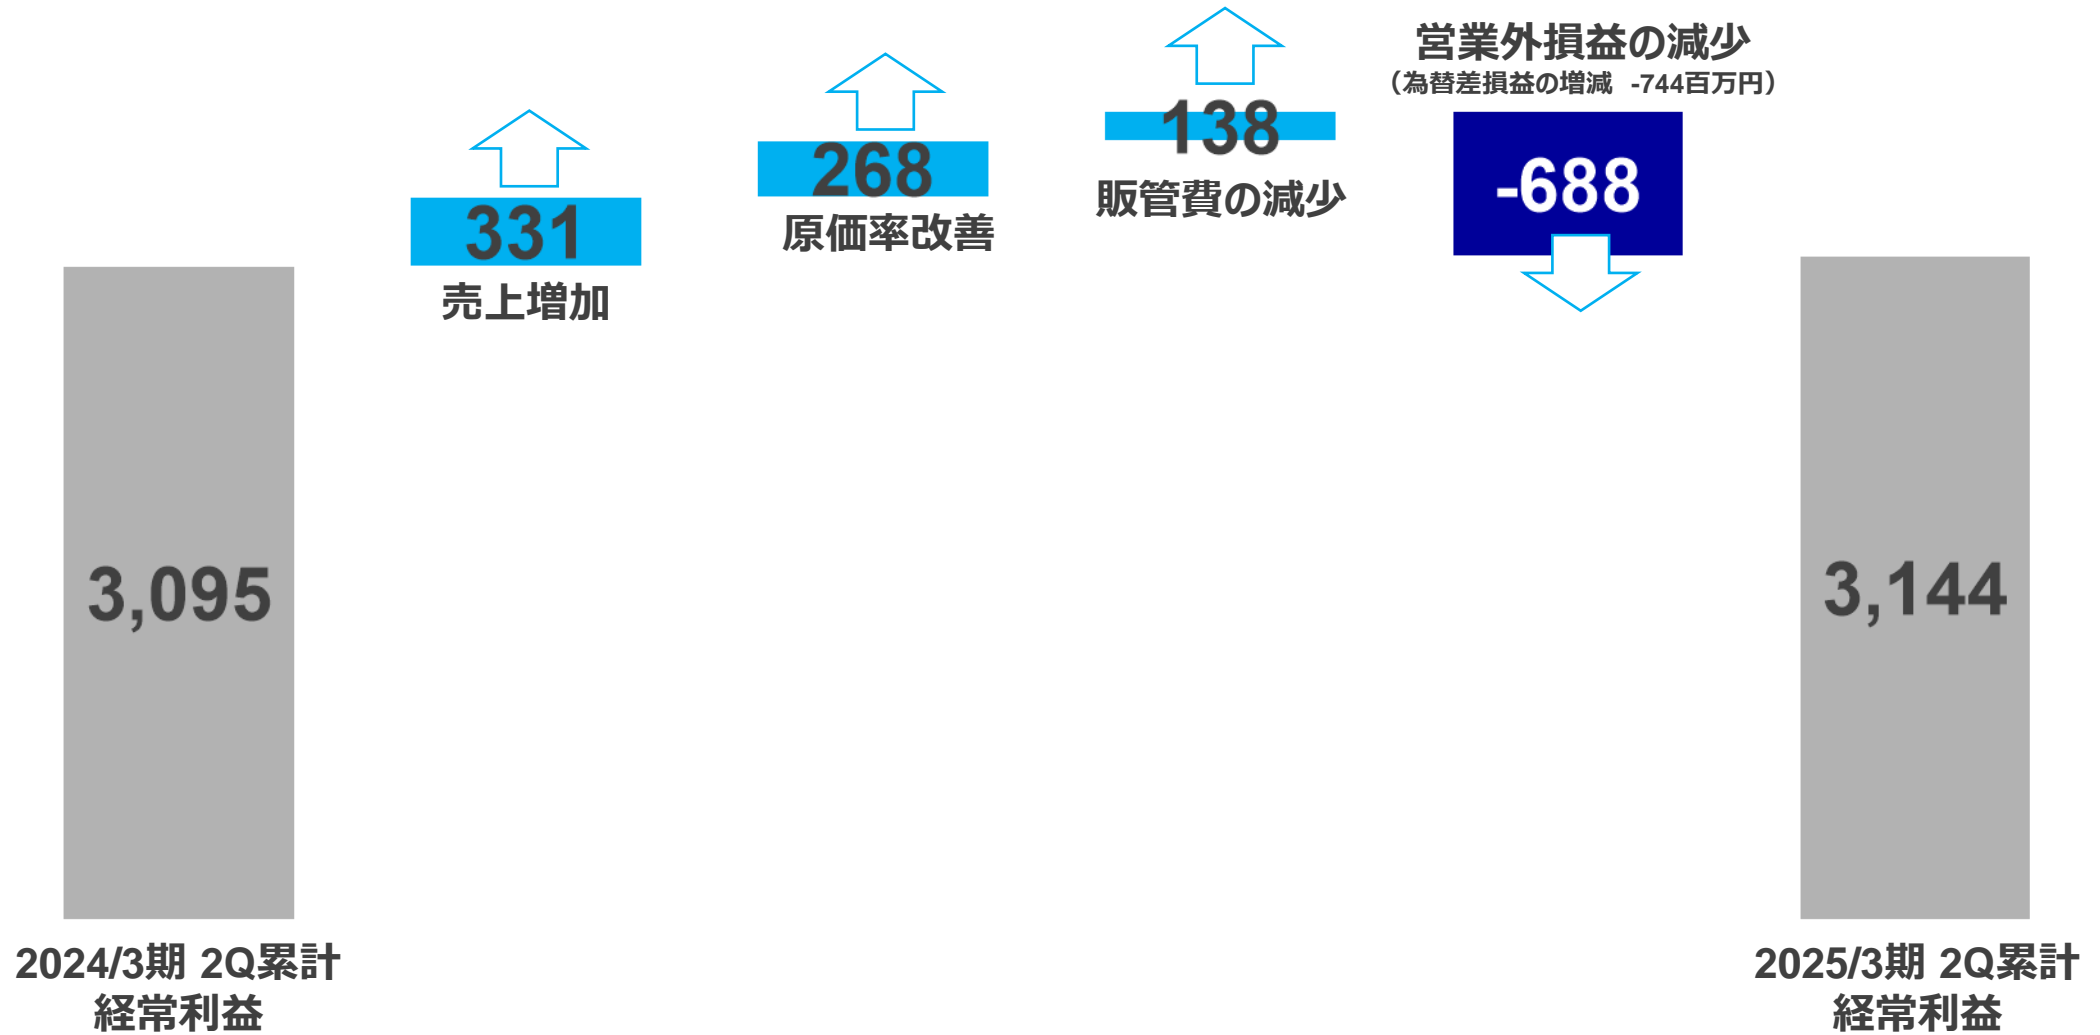 営業外損益の減少
（為替差損益の増減 -744百万円）
138
販管費の減少
268
原価率改善
-688
331
売上増加
3,095
3,144
2024/3期 2Q累計
経常利益
2025/3期 2Q累計
経常利益